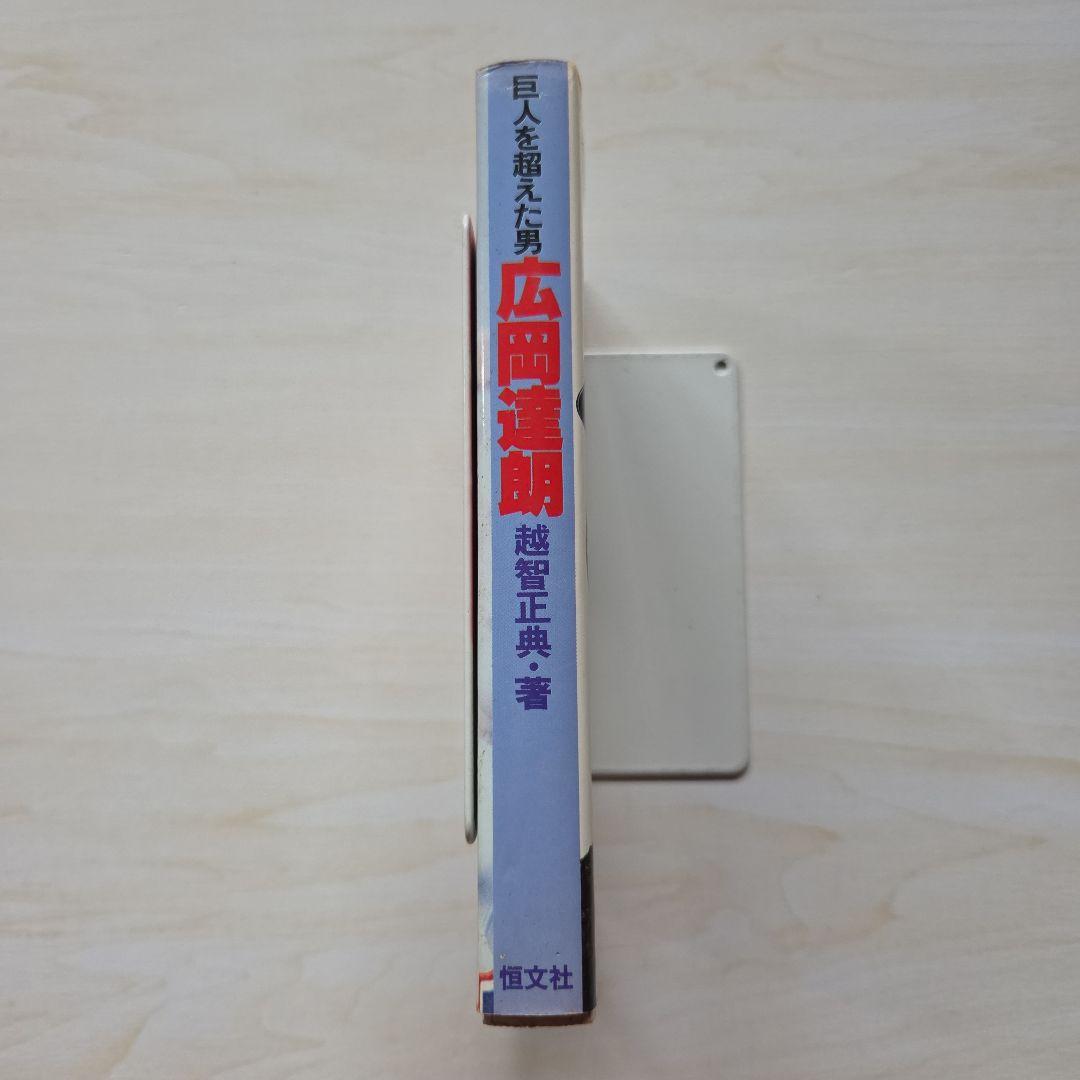 巨人を超えた男
広岡達朗
越智正典・著
恒文社